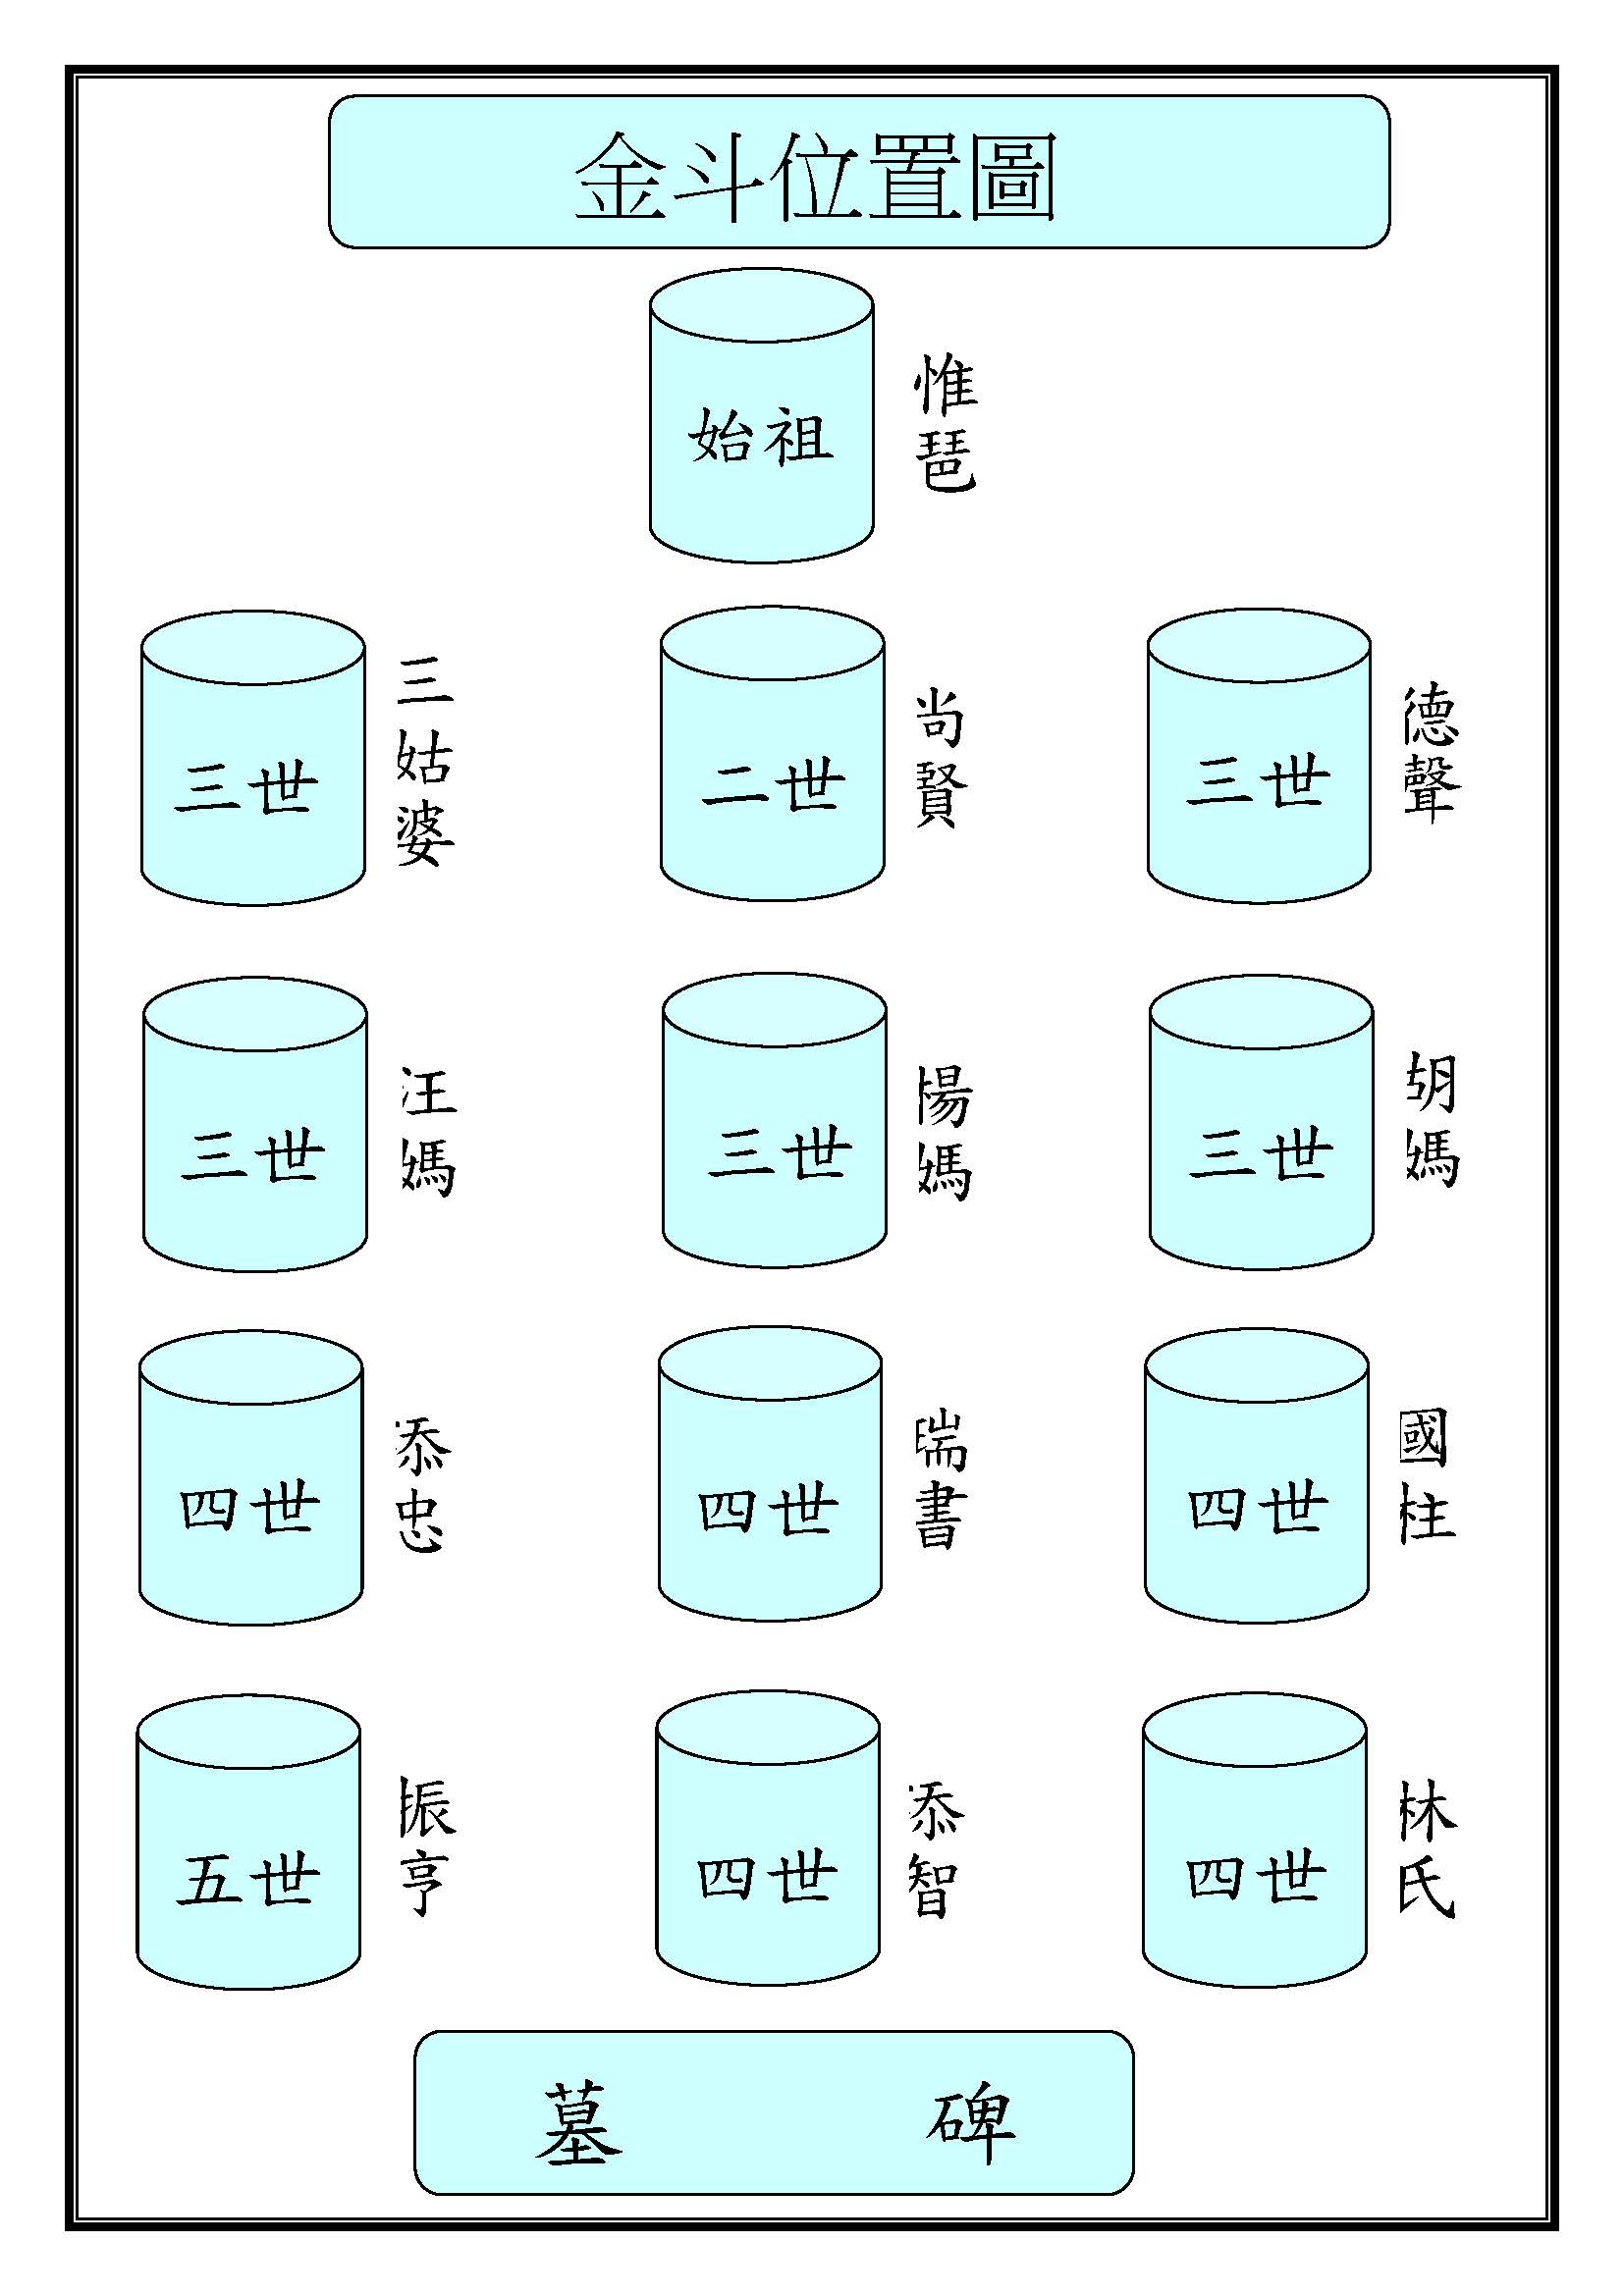 金斗位置圖
始祖
惟琶
三世
三姑婆
二世
尚賢
三世
德聲
三世
汪媽
三世
楊媽
三世
胡媽
四世
添忠
四世
瑞書
四世
國柱
五世
振亨
四世
添智
四世
林氏
墓 碑